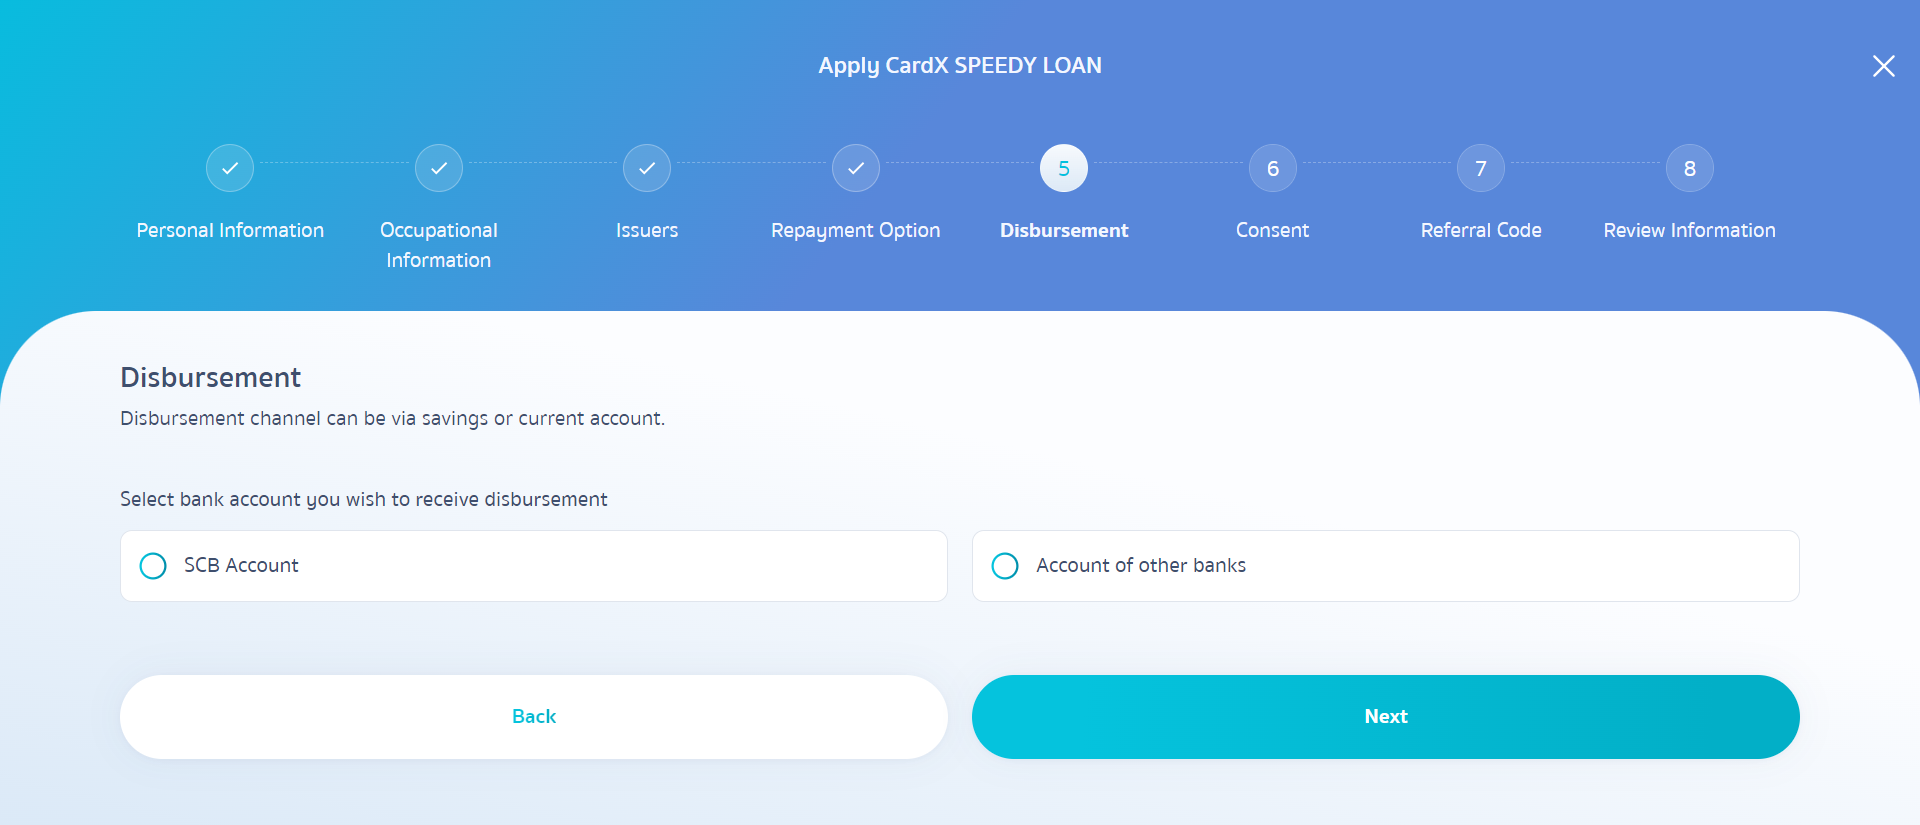 Apply CardX SPEEDY LOAN
5
6
7
8
Personal Information
Occupational
Information
Issuers
Repayment Option
Disbursement
Consent
Referral Code
Review Information
Disbursement
Disbursement channel can be via savings or current account.
Select bank account you wish to receive disbursement
SCB Account
Account of other banks
Back
Next